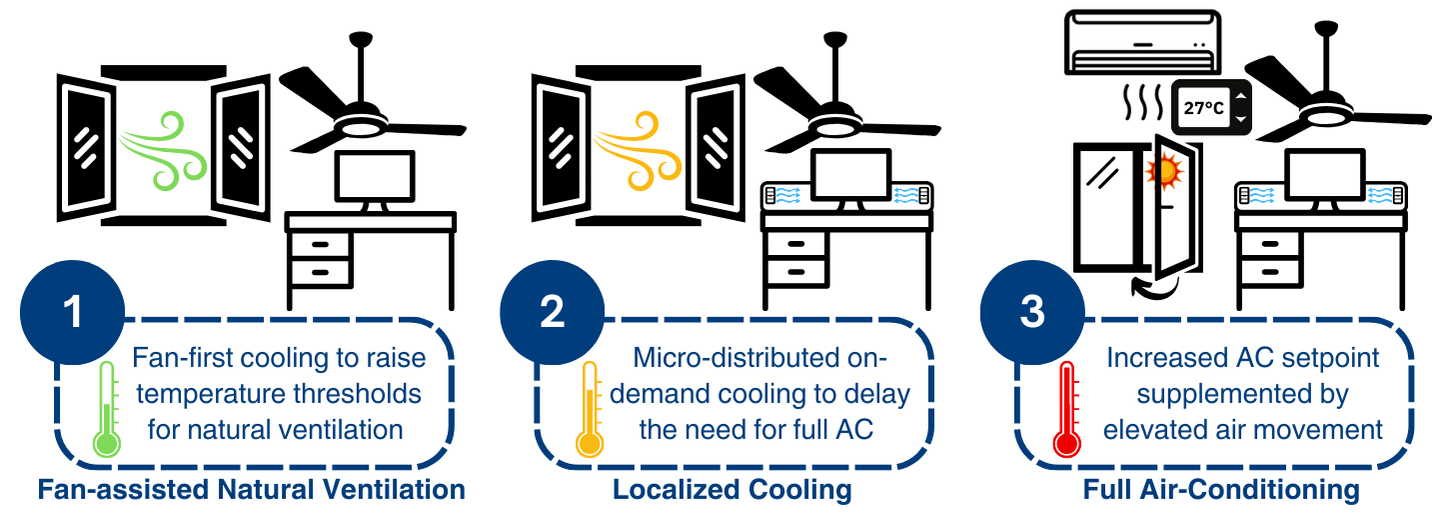 27°C
1
Fan-first cooling to raise
temperature thresholds
for natural ventilation
Fan-assisted Natural Ventilation
2
Micro-distributed on-
demand cooling to delay
the need for full AC
Localized Cooling
3
Increased AC setpoint
supplemented by
elevated air movement
Full Air-Conditioning